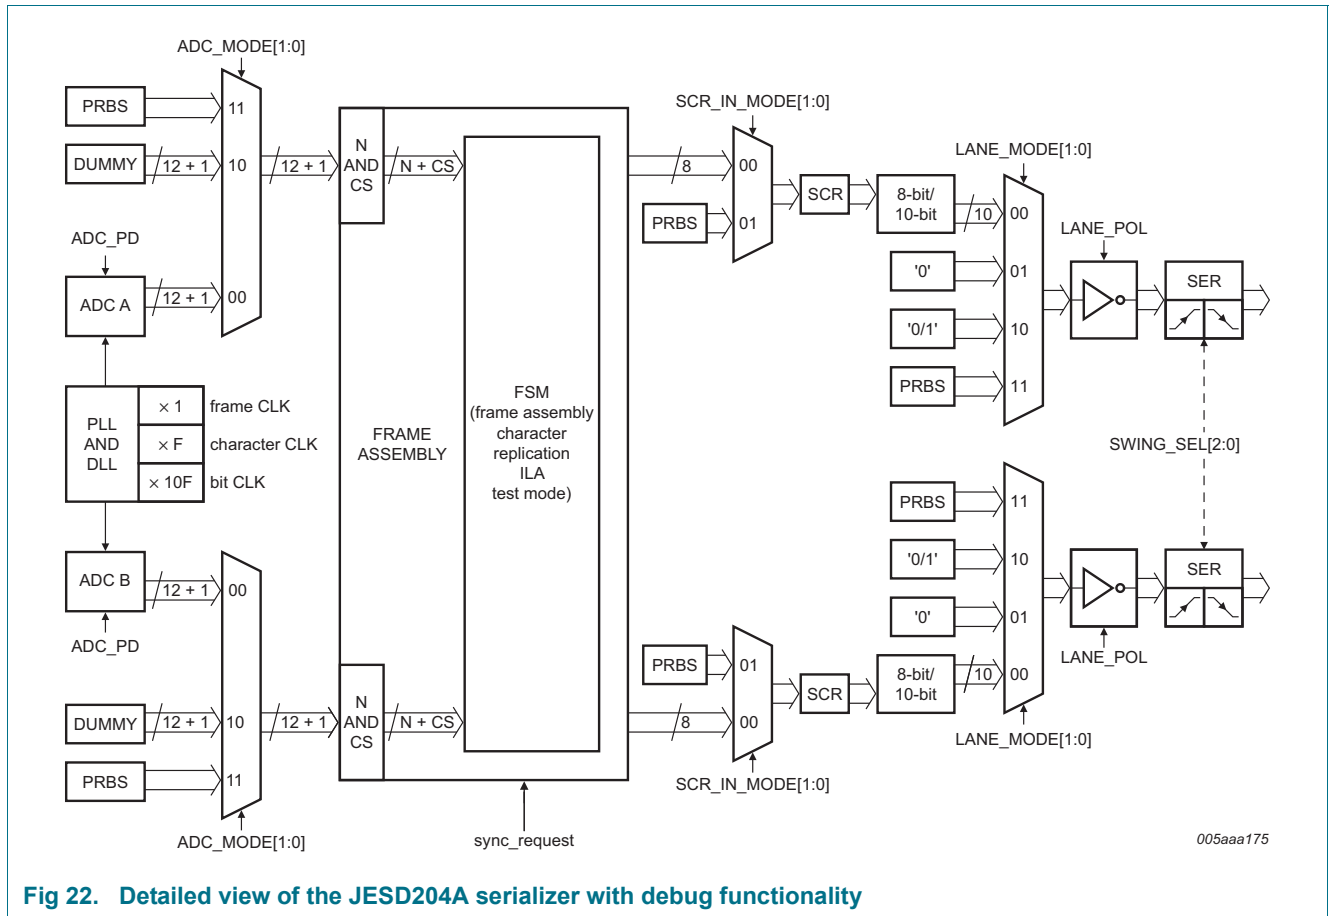 ADC_MODE[1:0]
PRBS
11
DUMMY
12 + 1
10
12 + 1
N
AND
CS
N + CS
ADC_PD
ADC A
12 + 1
00
PLL
AND
DLL
× 1
frame CLK
× F
character CLK
× 10F
bit CLK
ADC B
12 + 1
00
ADC_PD
DUMMY
12 + 1
10
12 + 1
N
AND
CS
N + CS
PRBS
11
ADC_MODE[1:0]
FRAME
ASSEMBLY
FSM
(frame assembly
character
replication
ILA
test mode)
sync_request
SCR_IN_MODE[1:0]
8
00
PRBS
01
SCR
8-bit/
10-bit
10
00
LANE_MODE[1:0]
'0'
01
'0/1'
10
PRBS
11
LANE_POL
SER
SWING_SEL[2:0]
PRBS
11
'0/1'
10
'0'
01
PRBS
01
8
00
SCR
8-bit/
10-bit
10
00
SCR_IN_MODE[1:0]
LANE_MODE[1:0]
LANE_POL
SER
005aaa175
Fig 22. Detailed view of the JESD204A serializer with debug functionality